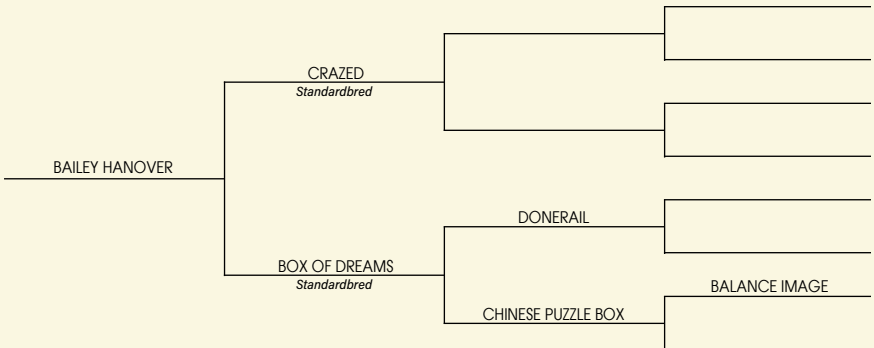 CRAZED
Standardbred
BAILEY HANOVER
DONERAIL
BOX OF DREAMS
Standardbred
BALANCE IMAGE
CHINESE PUZZLE BOX